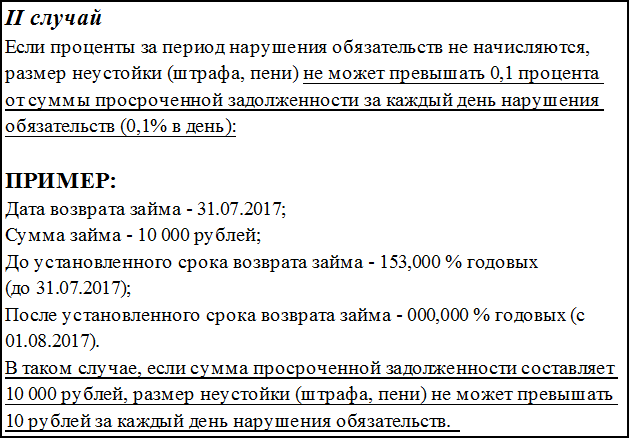 II случай
Если проценты за период нарушения обязательств не начисляются,
размер неустойки (штрафа, пени) не может превышать 0,1 процента
от суммы просроченной задолженности за каждый день нарушения
обязательств (0,1% в день):
ПРИМЕР:
Дата возврата займа - 31.07.2017;
Сумма займа - 10 000 рублей;
До установленного срока возврата займа - 153,000 % годовых
(до 31.07.2017);
После установленного срока возврата займа - 000,000 % годовых (с
01.08.2017).
В таком случае, если сумма просроченной задолженности составляет
10 000 рублей, размер неустойки (штрафа, пени) не может превышать
10 рублей за каждый день нарушения обязательств.